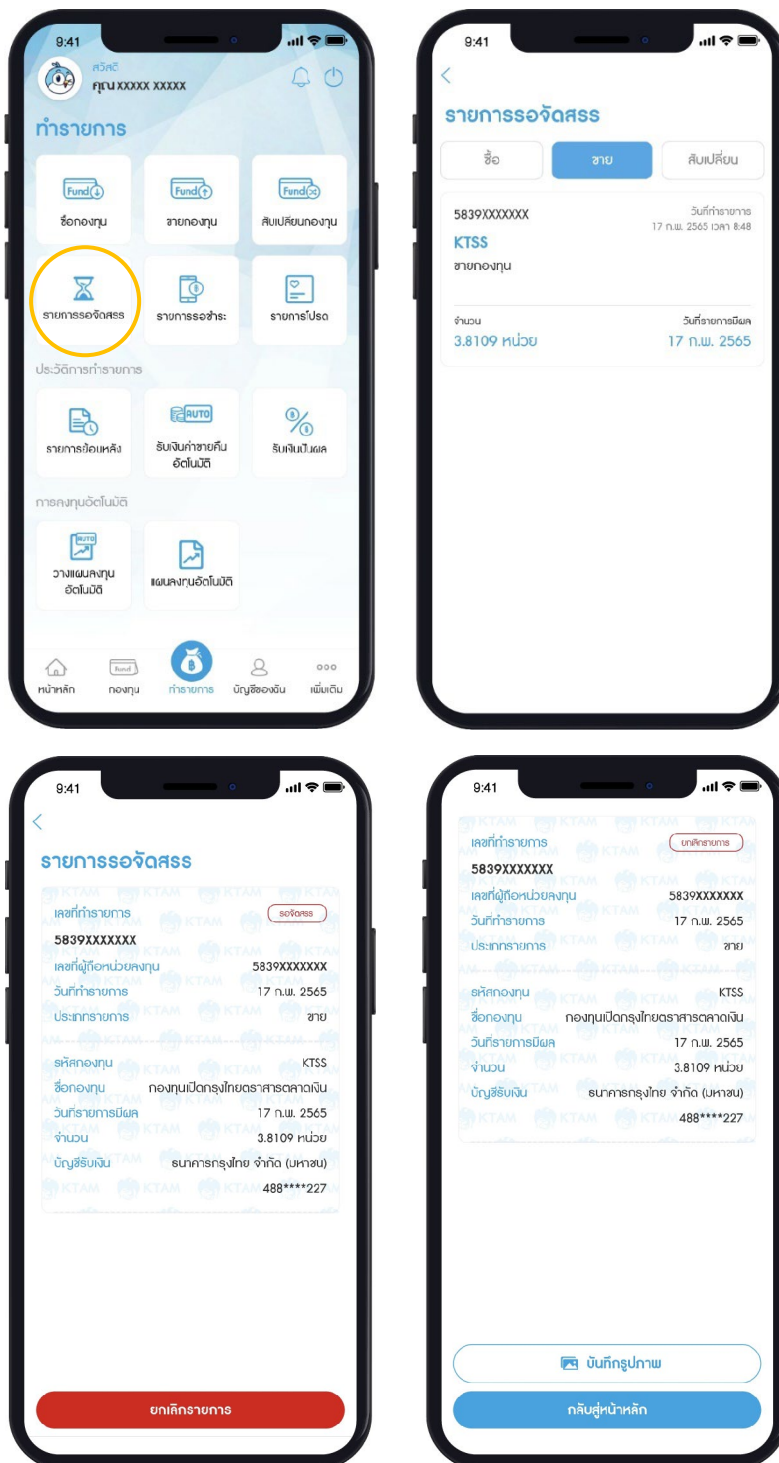 9:41
สวัสดี
คุณ xxxxx xxxxx
ทำรายการ
Fund
Fund
Fund
ซื้อกองทุน
ขายกองทุน
สับเปลี่ยนกองทุน
รายการรอจัดสรร
รายการรอชำระ
รายการโปรด
ประวัติการทำรายการ
AUTO
รายการย้อนหลัง
รับเงินค่าขายคืน
อัตโนมัติ
รับเงินปันผล
การลงทุนอัตโนมัติ
AUTO
วางแผนลงทุน
อัตโนมัติ
แผนลงทุนอัตโนมัติ
Fund
หน้าหลัก
กองทุน
ทำรายการ
บัญชีของฉัน
เพิ่มเติม
9:41
รายการรอจัดสรร
ซื้อ
ขาย
สับเปลี่ยน
5839XXXXXXX
วันที่ทำรายการ
17 ก.พ. 2565 เวลา 8:48
KTSS
ขายกองทุน
จำนวน
วันที่รายการมีผล
3.8109 หน่วย
17 ก.พ. 2565
9:41
รายการรอจัดสรร
เลขที่ทำรายการ
รอจัดสรร
5839XXXXXXX
เลขที่ผู้ถือหน่วยลงทุน 5839XXXXXXX
วันที่ทำรายการ 17 ก.พ. 2565
ประเภทรายการ ขาย
รหัสกองทุน KTSS
ชื่อกองทุน กองทุนเปิดกรุงไทยตราสารตลาดเงิน
วันที่รายการมีผล 17 ก.พ. 2565
จำนวน 3.8109 หน่วย
บัญชีรับเงิน ธนาคารกรุงไทย จำกัด (มหาชน)
488****227
ยกเลิกรายการ
9:41
เลขที่ทำรายการ
ยกเลิกรายการ
5839XXXXXXX
เลขที่ผู้ถือหน่วยลงทุน 5839XXXXXXX
วันที่ทำรายการ 17 ก.พ. 2565
ประเภทรายการ ขาย
รหัสกองทุน KTSS
ชื่อกองทุน กองทุนเปิดกรุงไทยตราสารตลาดเงิน
วันที่รายการมีผล 17 ก.พ. 2565
จำนวน 3.8109 หน่วย
บัญชีรับเงิน ธนาคารกรุงไทย จำกัด (มหาชน)
488****227
บันทึกรูปภาพ
กลับสู่หน้าหลัก